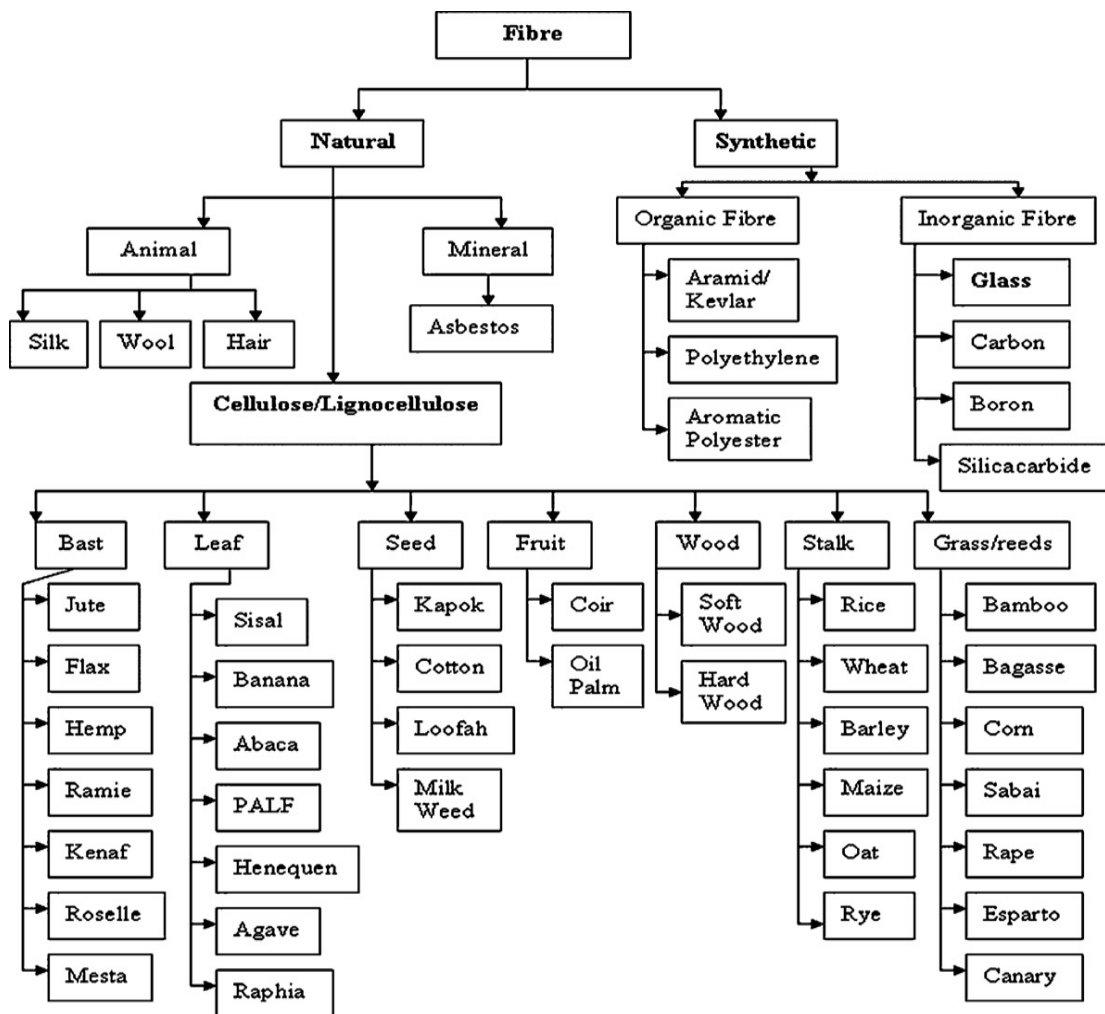 Fibre
Natural
Synthetic
Organic Fibre
Inorganic Fibre
Animal
Mineral
Aramid/
Kevlar
Glass
Silk
Wool
Hair
Asbestos
Polyethylene
Carbon
Cellulose/Lignocellulose
Aromatic
Polyester
Boron
Silicacarbide
Bast
Leaf
Seed
Fruit
Wood
Stalk
Grass/reeds
Jute
Flax
Hemp
Ramie
Kenaf
Roselle
Mesta
Sisal
Banana
Abaca
PALF
Henequen
Agave
Raphia
Kapok
Cotton
Loofah
Milk
Weed
Coir
Oil
Palm
Soft
Wood
Hard
Wood
Rice
Wheat
Barley
Maize
Oat
Rye
Bamboo
Bagasse
Corn
Sabai
Rape
Esparto
Canary